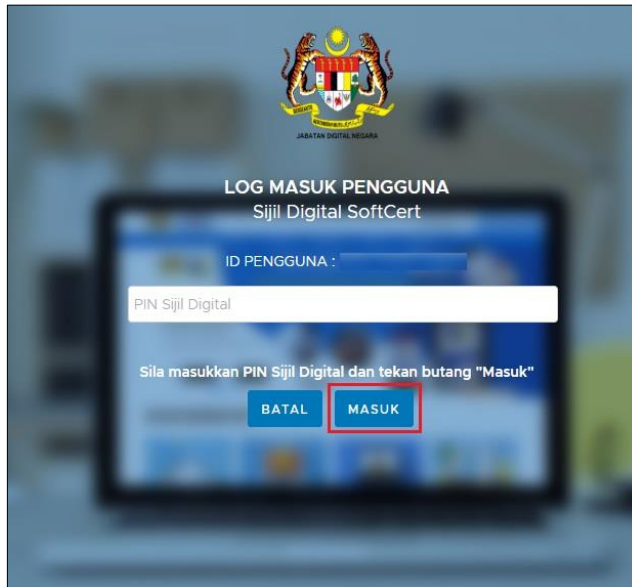 JABATAN DIGITAL NEGARA
LOG MASUK PENGGUNA
Sijil Digital SoftCert
ID PENGGUNA :
PIN Sijil Digital
Sila masukkan PIN Sijil Digital dan tekan butang "Masuk"
BATAL MASUK